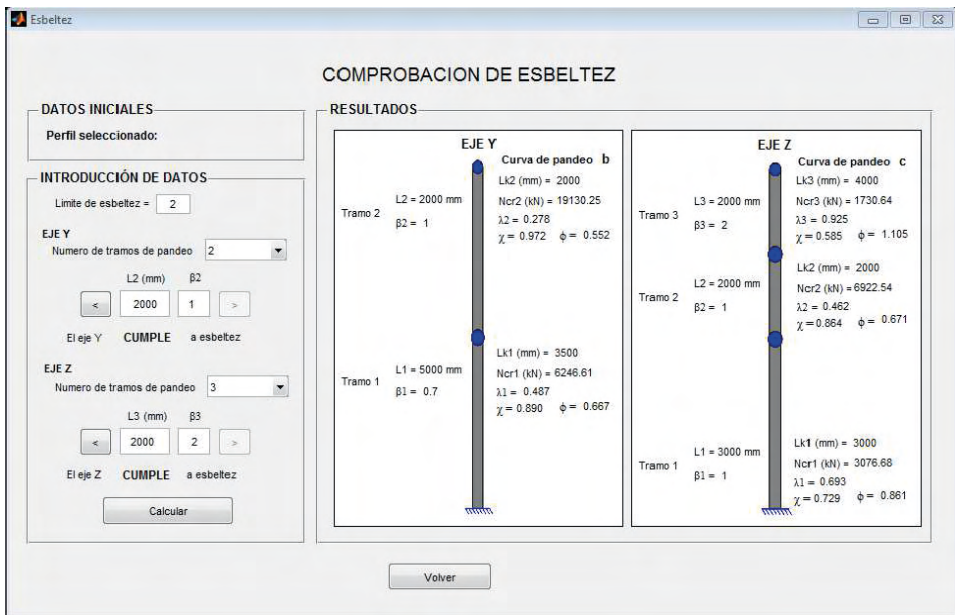 Esbeltez
COMPROBACION DE ESBELTEZ
DATOS INICIALES
Perfil seleccionado:
INTRODUCCIÓN DE DATOS
Limite de esbeltez = 2
EJE Y
Numero de tramos de pandeo 2
L2 (mm) β2
< 2000 1 >
El eje Y CUMPLE a esbeltez
EJE Z
Numero de tramos de pandeo 3
L3 (mm) β3
< 2000 2 >
El eje Z CUMPLE a esbeltez
Calcular
RESULTADOS
EJE Y
Curva de pandeo b
Tramo 2
L2 = 2000 mm
β2 = 1
Lk2 (mm) = 2000
Ncr2 (kN) = 19130.25
λ2 = 0.278
χ = 0.972 ϕ = 0.552
Tramo 1
L1 = 5000 mm
β1 = 0.7
Lk1 (mm) = 3500
Ncr1 (kN) = 6246.61
λ1 = 0.487
χ = 0.890 ϕ = 0.667
EJE Z
Curva de pandeo c
Tramo 3
L3 = 2000 mm
β3 = 2
Lk3 (mm) = 4000
Ncr3 (kN) = 1730.64
λ3 = 0.925
χ = 0.585 ϕ = 1.105
Tramo 2
L2 = 2000 mm
β2 = 1
Lk2 (mm) = 2000
Ncr2 (kN) = 6922.54
λ2 = 0.462
χ = 0.864 ϕ = 0.671
Tramo 1
L1 = 3000 mm
β1 = 1
Lk1 (mm) = 3000
Ncr1 (kN) = 3076.68
λ1 = 0.693
χ = 0.729 ϕ = 0.861
Volver